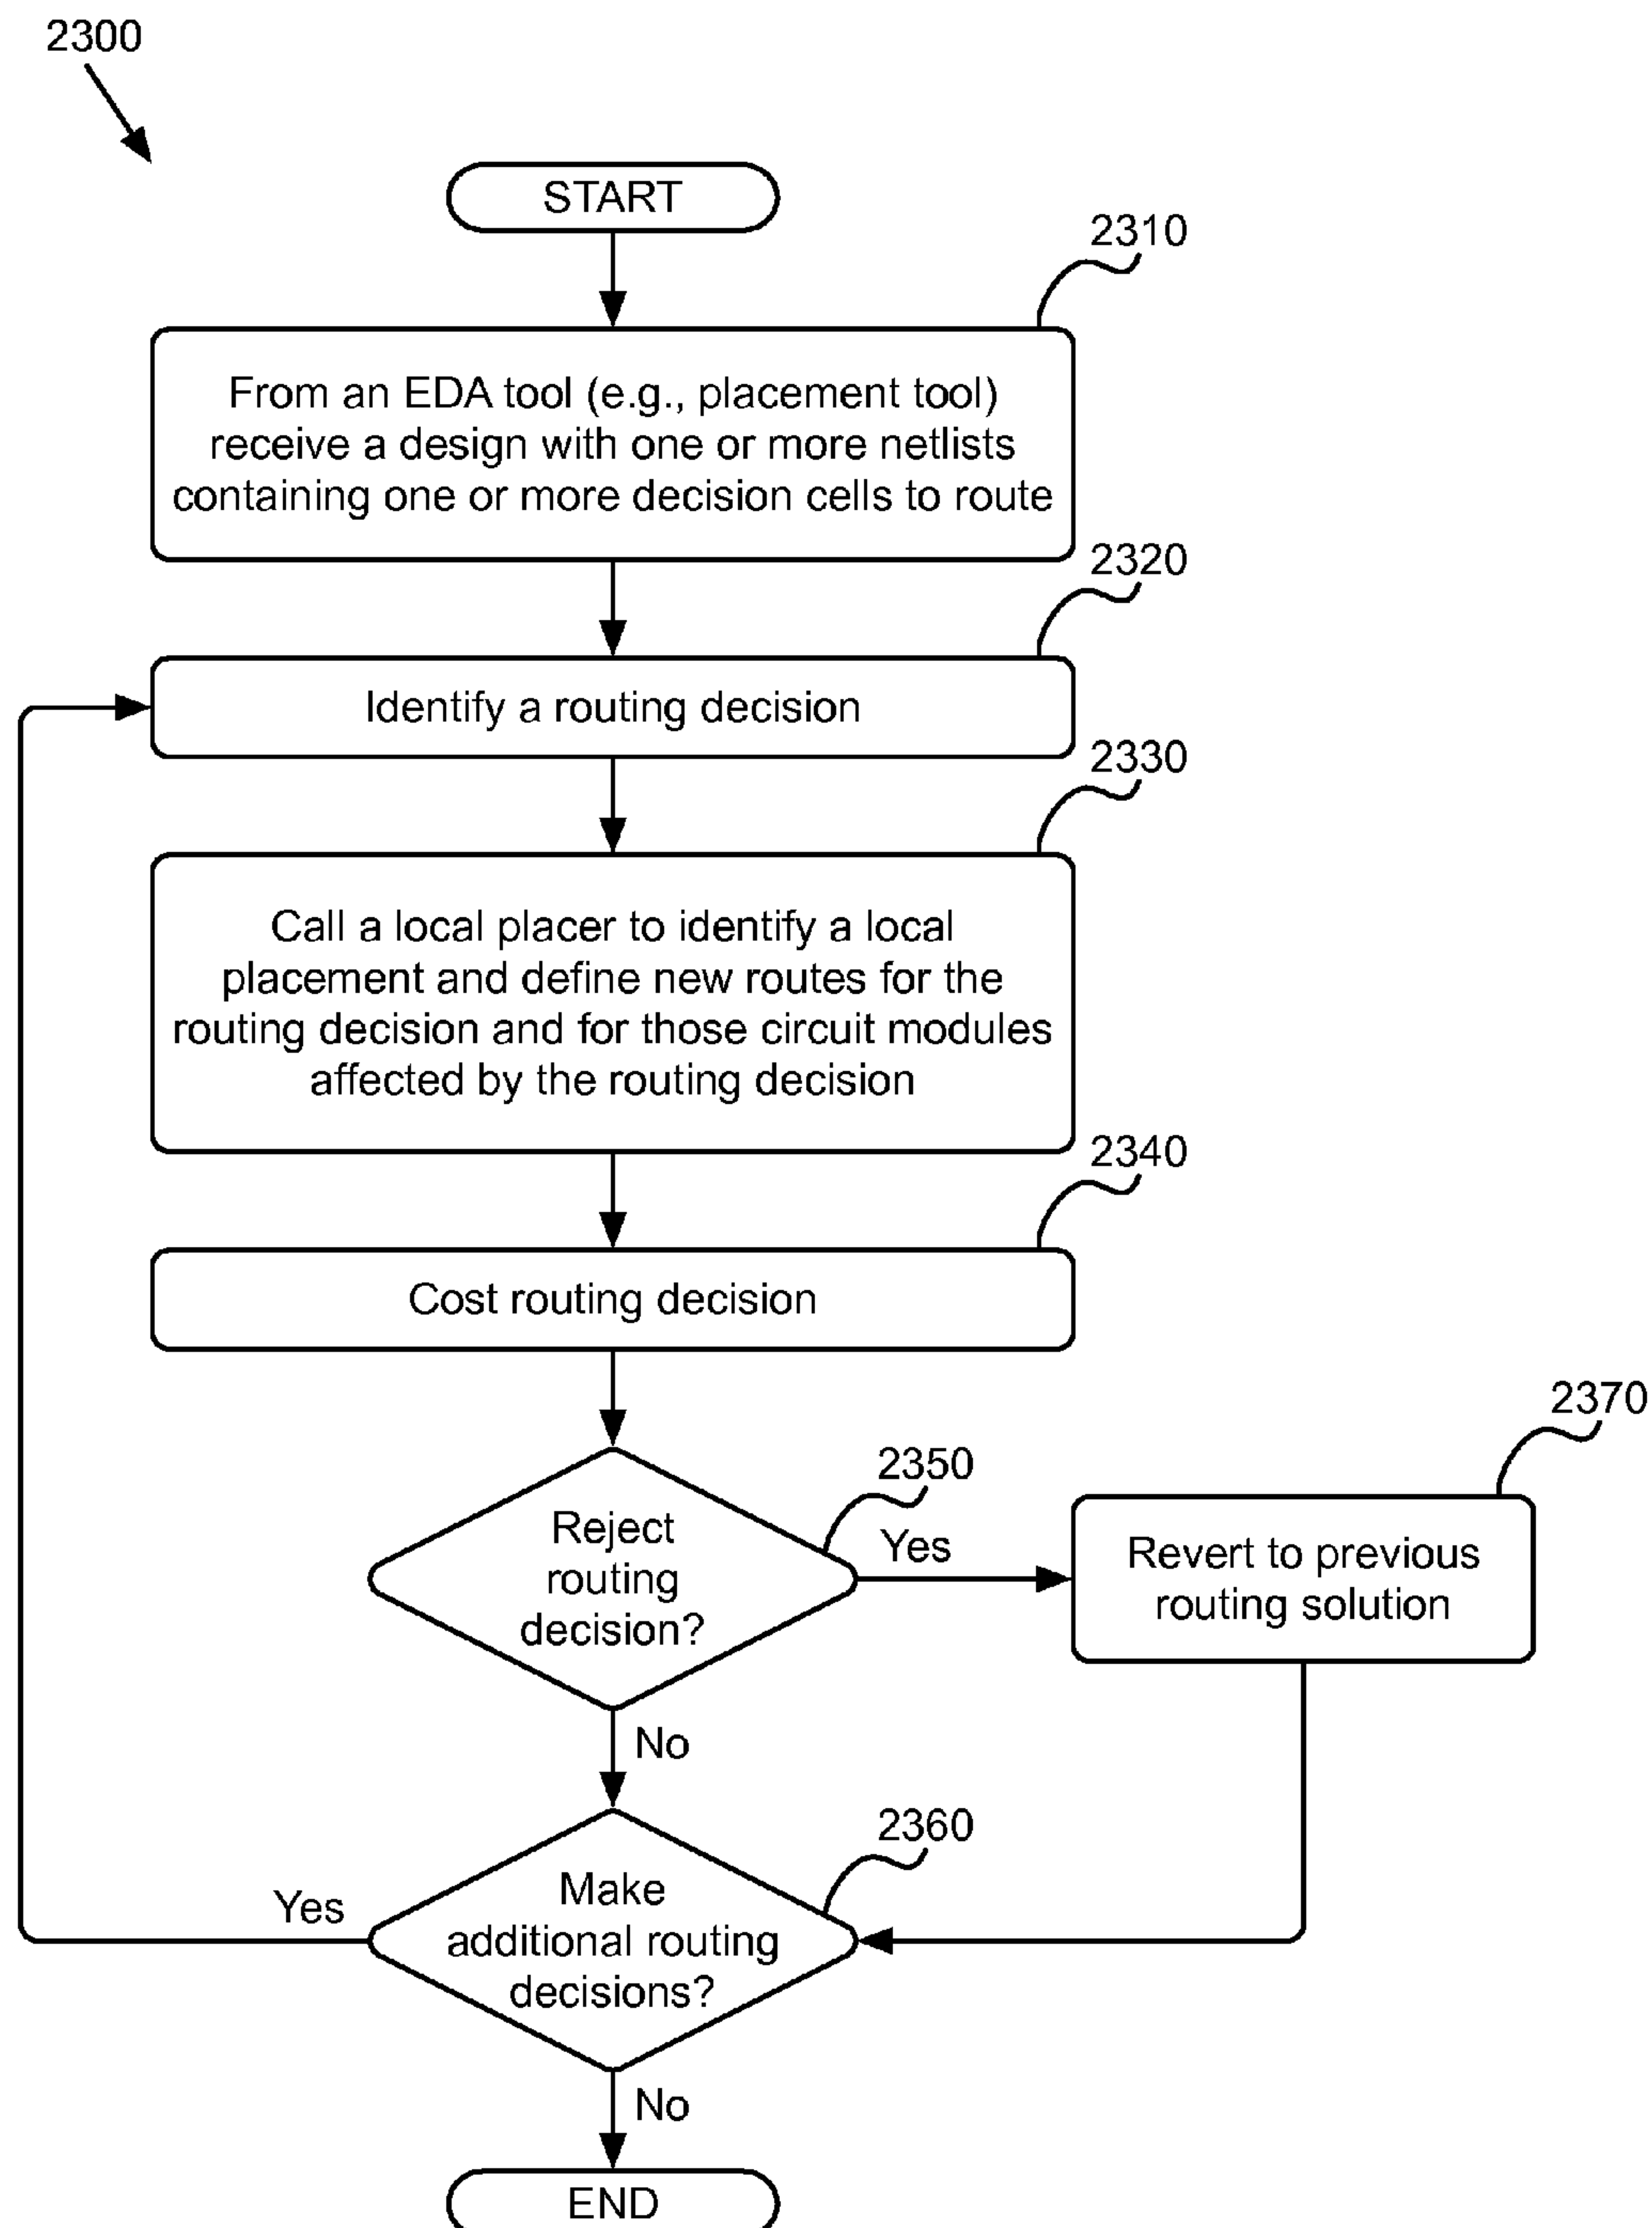 2300
START
2310
From an EDA tool (e.g., placement tool)
receive a design with one or more netlists
containing one or more decision cells to route
2320
Identify a routing decision
2330
Call a local placer to identify a local
placement and define new routes for the
routing decision and for those circuit modules
affected by the routing decision
2340
Cost routing decision
2350
Reject
routing
decision?
Yes
2370
Revert to previous
routing solution
No
2360
Make
additional routing
decisions?
Yes
No
END